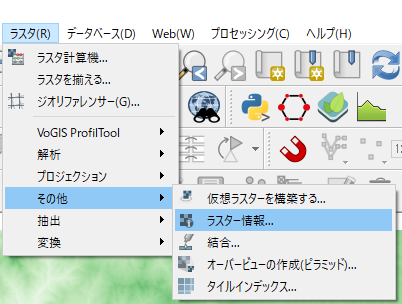 ラスタ(R) データベース(D) Web(W) プロセッシング(C) ヘルプ(H)
ラスタ計算機...
ラスタを揃える...
ジオリファレンサー(G)...
VoGIS ProfilTool
解析
プロジェクション
その他
抽出
変換
仮想ラスターを構築する...
ラスター情報...
結合...
オーバービューの作成(ピラミッド)...
タイルインデックス...